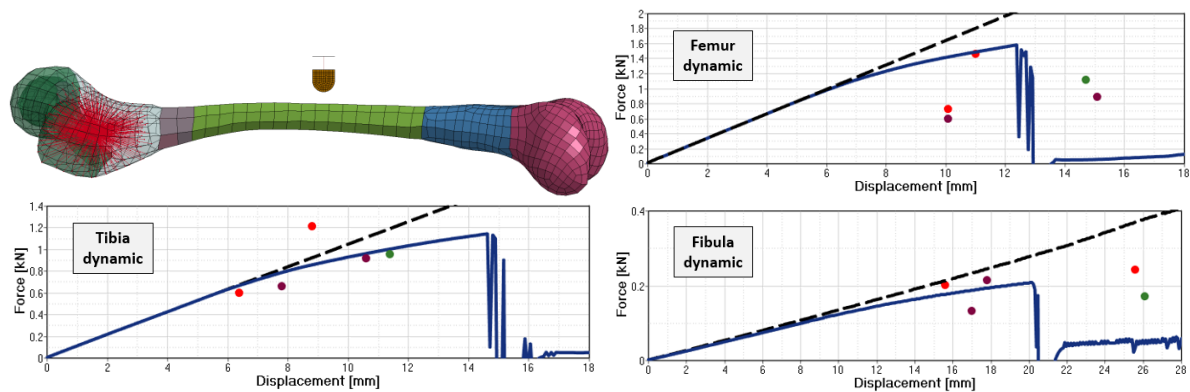 Femur
dynamic
Force [kN]
2
1.8
1.6
1.4
1.2
1
0.8
0.6
0.4
0.2
0
0 2 4 6 8 10 12 14 16 18
Displacement [mm]
Tibia
dynamic
Force [kN]
1.4
1.2
1
0.8
0.6
0.4
0.2
0
0 2 4 6 8 10 12 14 16 18
Displacement [mm]
Fibula
dynamic
Force [kN]
0.4
0.2
0
0 2 4 6 8 10 12 14 16 18 20 22 24 26 28
Displacement [mm]